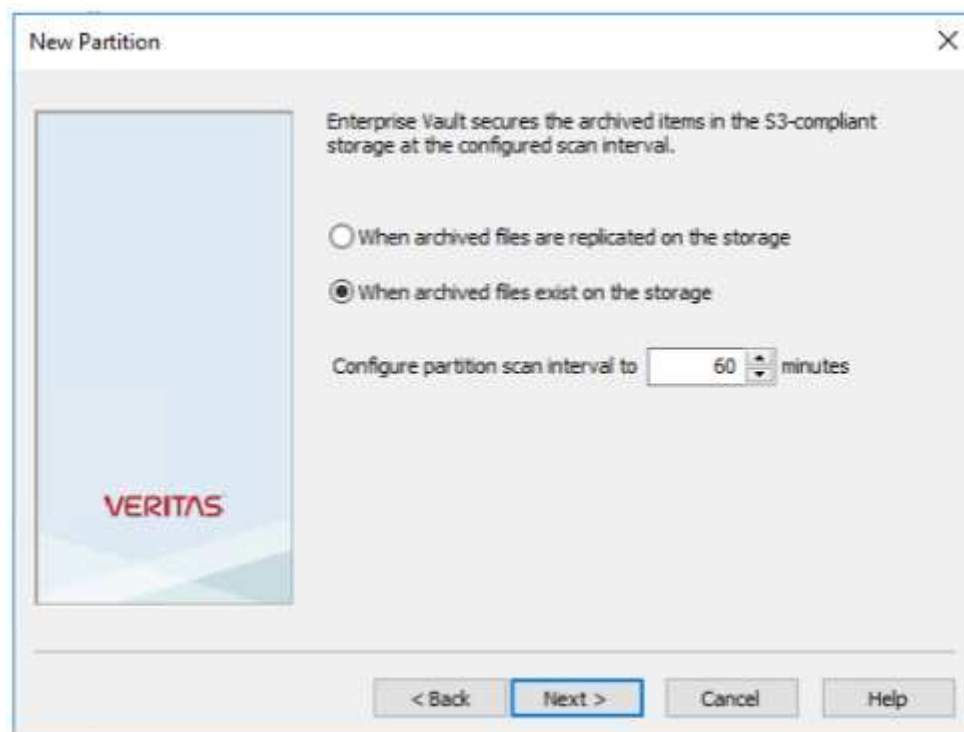 New Partition
Enterprise Vault secures the archived items in the S3-compliant
storage at the configured scan interval.
When archived files are replicated on the storage
When archived files exist on the storage
Configure partition scan interval to 60 minutes
VERITAS
< Back Next > Cancel Help